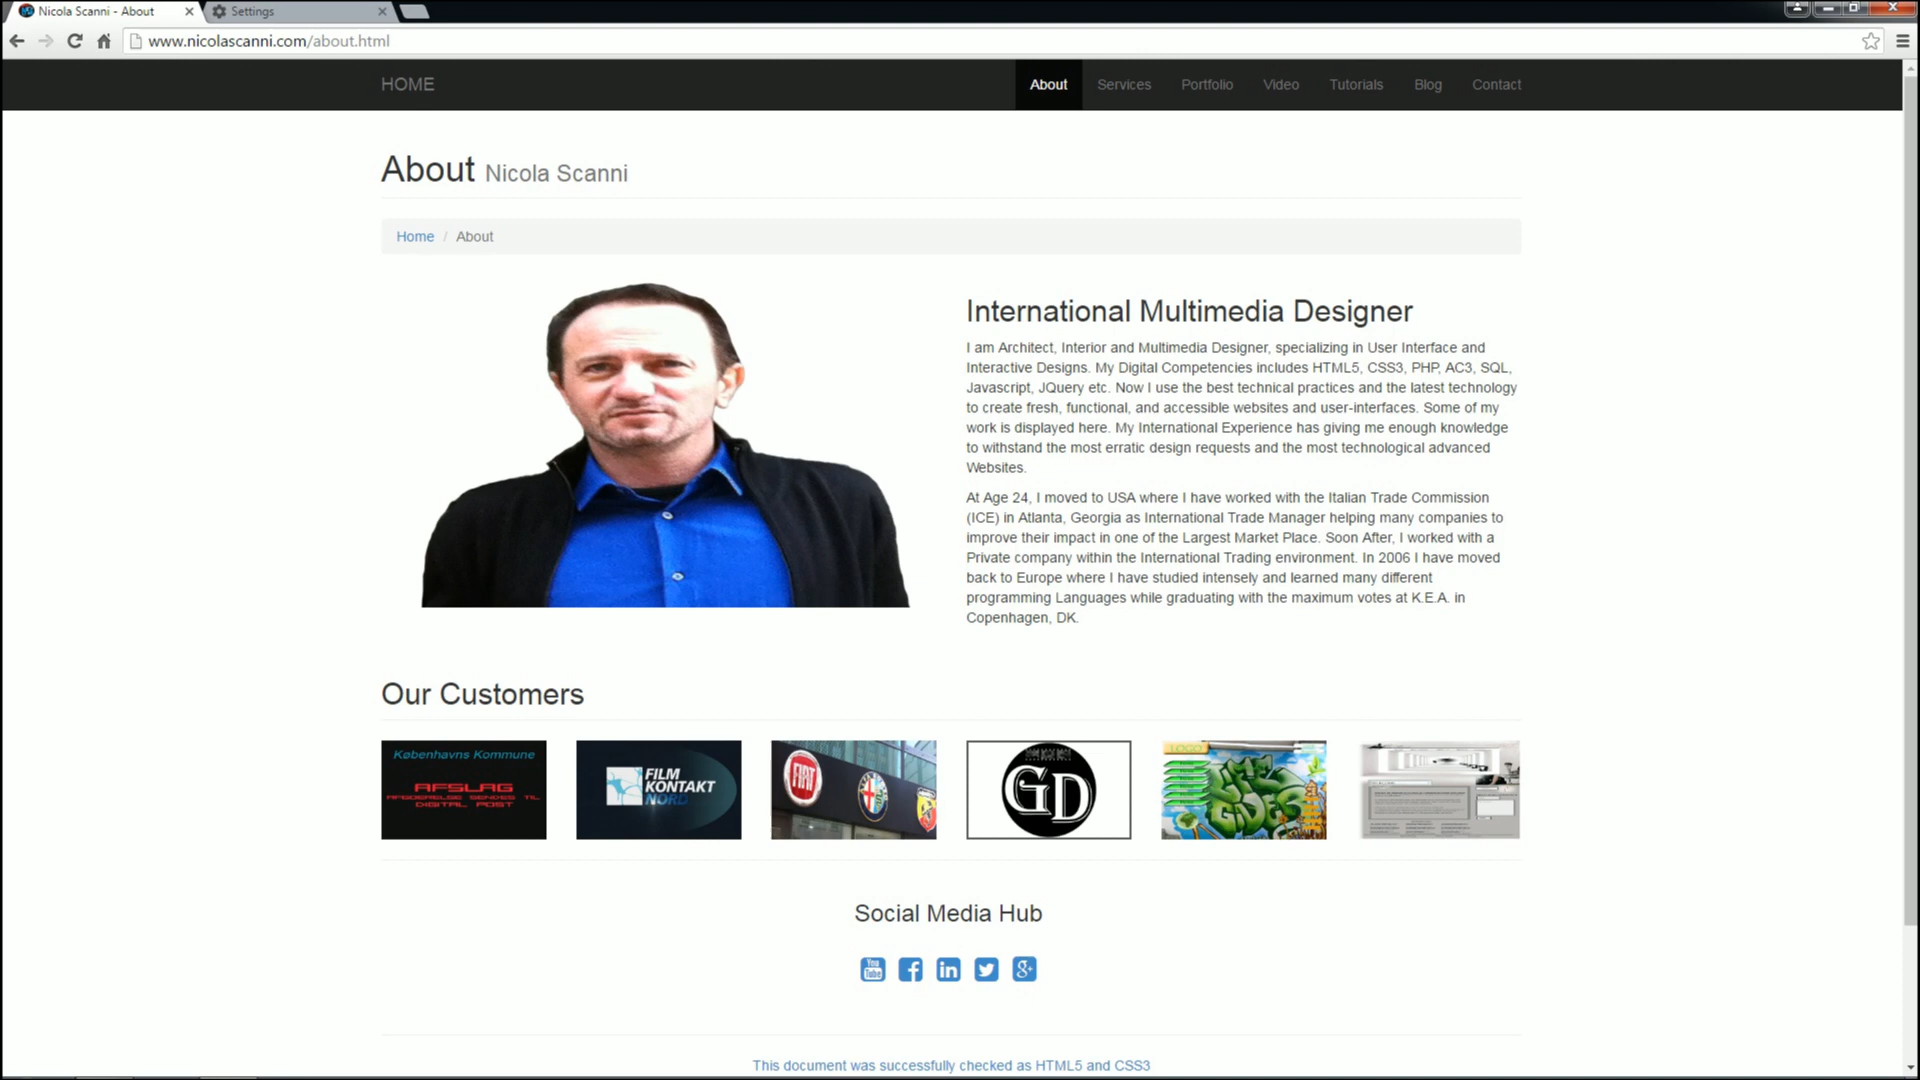 Nicola Scanni - About
Settings
www.nicolascanni.com/about.html
HOME
About
Services
Portfolio
Video
Tutorials
Blog
Contact
About Nicola Scanni
Home / About
International Multimedia Designer
I am Architect, Interior and Multimedia Designer, specializing in User Interface and
Interactive Designs. My Digital Competencies includes HTML5, CSS3, PHP, AC3, SQL,
Javascript, JQuery etc. Now I use the best technical practices and the latest technology
to create fresh, functional, and accessible websites and user-interfaces. Some of my
work is displayed here. My International Experience has giving me enough knowledge
to withstand the most erratic design requests and the most technological advanced
Websites.
At Age 24, I moved to USA where I have worked with the Italian Trade Commission
(ICE) in Atlanta, Georgia as International Trade Manager helping many companies to
improve their impact in one of the Largest Market Place. Soon After, I worked with a
Private company within the International Trading environment. In 2006 I have moved
back to Europe where I have studied intensely and learned many different
programming Languages while graduating with the maximum votes at K.E.A. in
Copenhagen, DK.
Our Customers
Københavns Kommune
AFSLAG
AFGØRELSE SENDES TIL
DIGITAL POST
FILM
KONTAKT
NORD
FIAT
GD
LOGO
Social Media Hub
You
Tube
f
in
g+
This document was successfully checked as HTML5 and CSS3